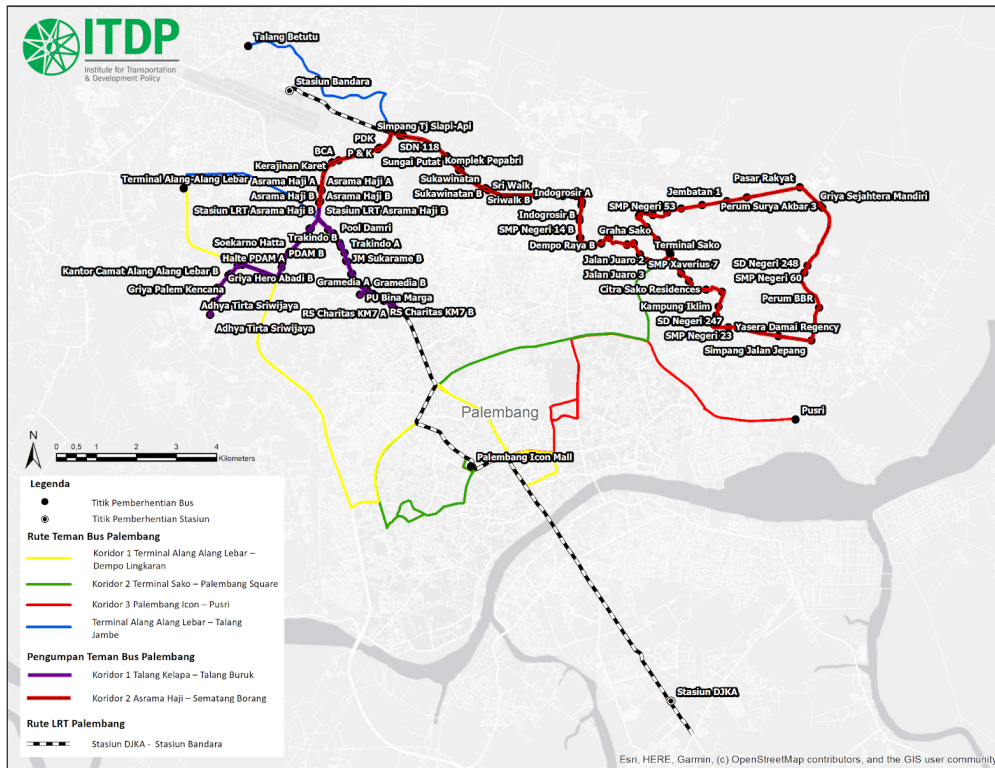 ITDP
Institute for Transportation
& Development Policy
Talang Betutu
Stasiun Bandara
Simpang Tj Siapi-Api
PDK
SDN 118
BCA
P & K
Sungai Putat
Komplek Pepabri
Kerajinan Karet
Sukawinatan
Pasar Rakyat
Terminal Alang-Alang Lebar
Asrama Haji A
Asrama Haji A
Sri Walk
Jembatan 1
Griya Sejahtera Mandiri
Asrama Haji B
Asrama Haji B
Sukawinatan B
Sriwalk B
Indogrosir A
SMP Negeri 53
Perum Surya Akbar 3
Stasiun LRT Asrama Haji B
Stasiun LRT Asrama Haji B
Indogrosir B
Pool Damri
SMP Negeri 14 B
Graha Sako
Soekarno Hatta
Trakindo B
Trakindo A
Dempo Raya B
Terminal Sako
Halte PDAM A
PDAM B
JM Sukarame B
Jalan Juaro 2
SMP Xaverius 7
SD Negeri 248
Kantor Camat Alang Alang Lebar B
Griya Hero Abadi B
Gramedia A
Gramedia B
Jalan Juaro 3
SMP Negeri 60
Griya Palem Kencana
PU Bina Marga
Citra Sako Residences
Perum BBR
Adhya Tirta Sriwijaya
RS Charitas KM7 A
RS Charitas KM7 B
Kampung Iklim
SD Negeri 247
Yasera Damai Regency
Adhya Tirta Sriwijaya
SMP Negeri 23
Simpang Jalan Jepang
Palembang
Pusri
N
0 0,5 1 2 3 4
Kilometers
Palembang Icon Mall
Legenda
Titik Pemberhentian Bus
Titik Pemberhentian Stasiun
Rute Teman Bus Palembang
Koridor 1 Terminal Alang Alang Lebar –
Dempo Lingkaran
Koridor 2 Terminal Sako – Palembang Square
Koridor 3 Palembang Icon – Pusri
Terminal Alang Alang Lebar – Talang
Jambe
Pengumpan Teman Bus Palembang
Koridor 1 Talang Kelapa – Talang Buruk
Koridor 2 Asrama Haji – Sematang Borang
Rute LRT Palembang
Stasiun DJKA - Stasiun Bandara
Stasiun DJKA
Esri, HERE, Garmin, (c) OpenStreetMap contributors, and the GIS user community